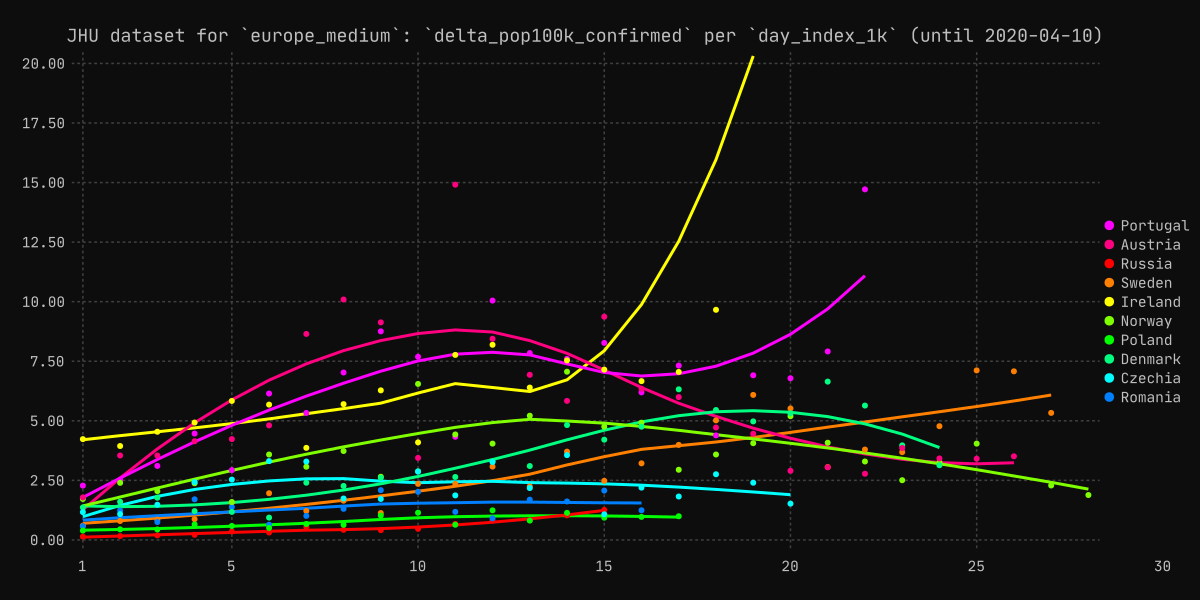 JHU dataset for `europe_medium`: `delta_pop100k_confirmed` per `day_index_1k` (until 2020-04-10)
20.00
17.50
15.00
12.50
10.00
7.50
5.00
2.50
0.00
1 5 10 15 20 25 30
Portugal
Austria
Russia
Sweden
Ireland
Norway
Poland
Denmark
Czechia
Romania